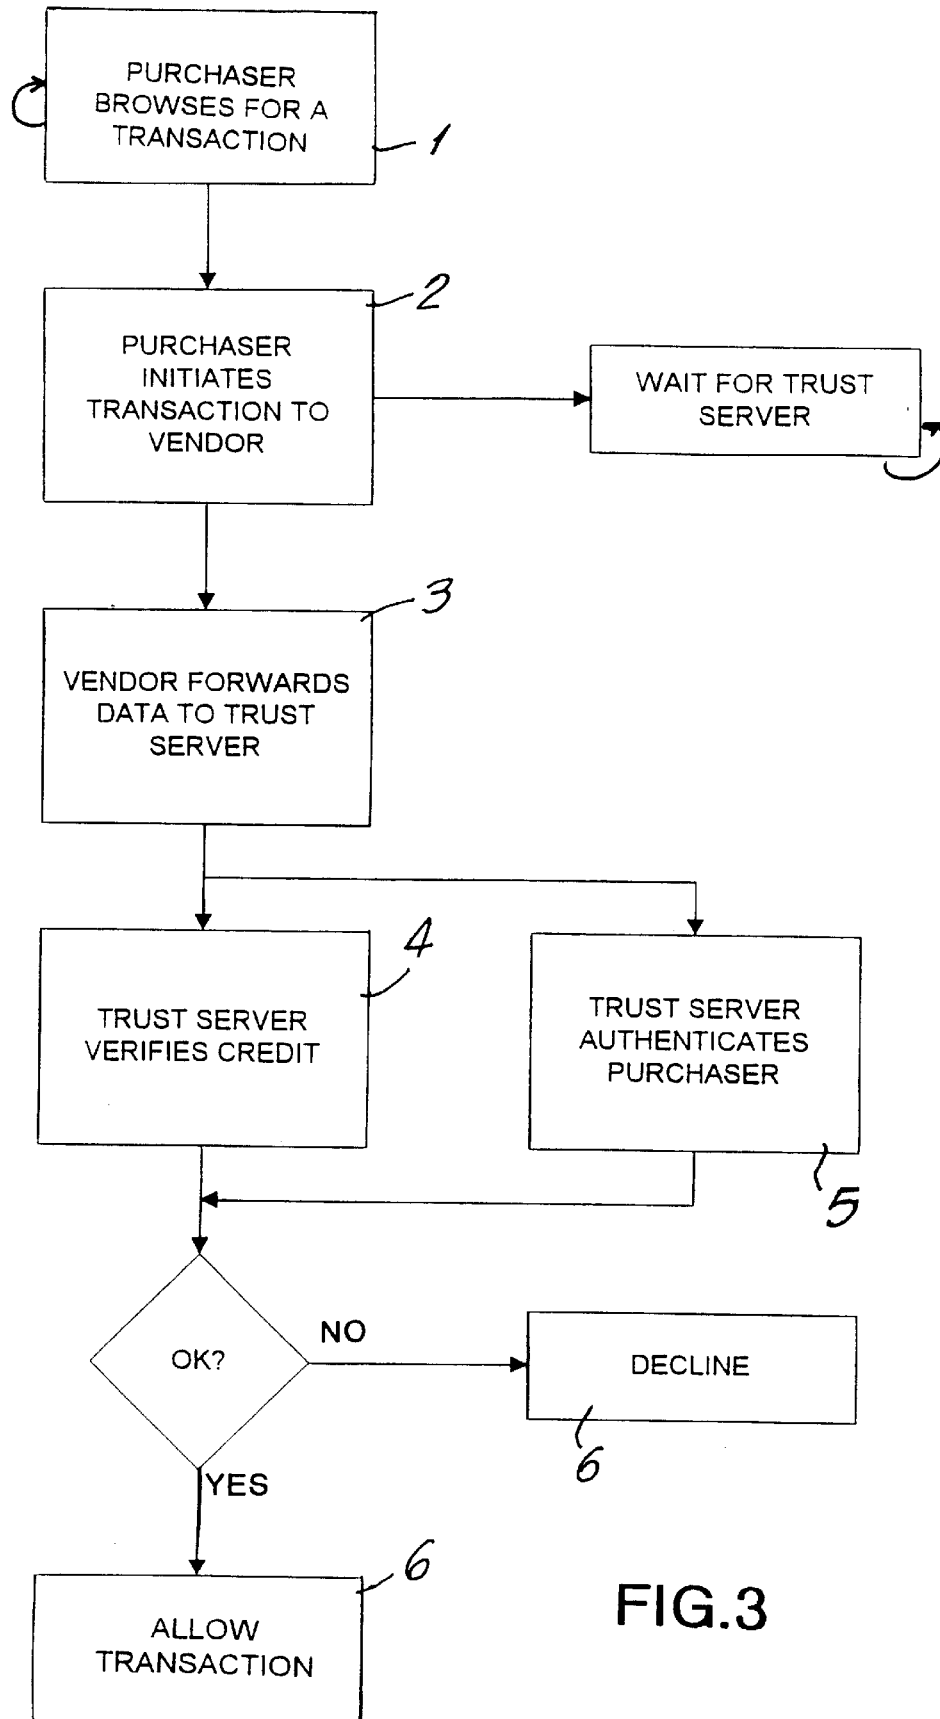 PURCHASER
BROWSES FOR A
TRANSACTION
1
2
PURCHASER
INITIATES
TRANSACTION TO
VENDOR
WAIT FOR TRUST
SERVER
3
VENDOR FORWARDS
DATA TO TRUST
SERVER
4
TRUST SERVER
VERIFIES CREDIT
TRUST SERVER
AUTHENTICATES
PURCHASER
5
OK?
NO
DECLINE
6
YES
6
ALLOW
TRANSACTION
FIG.3